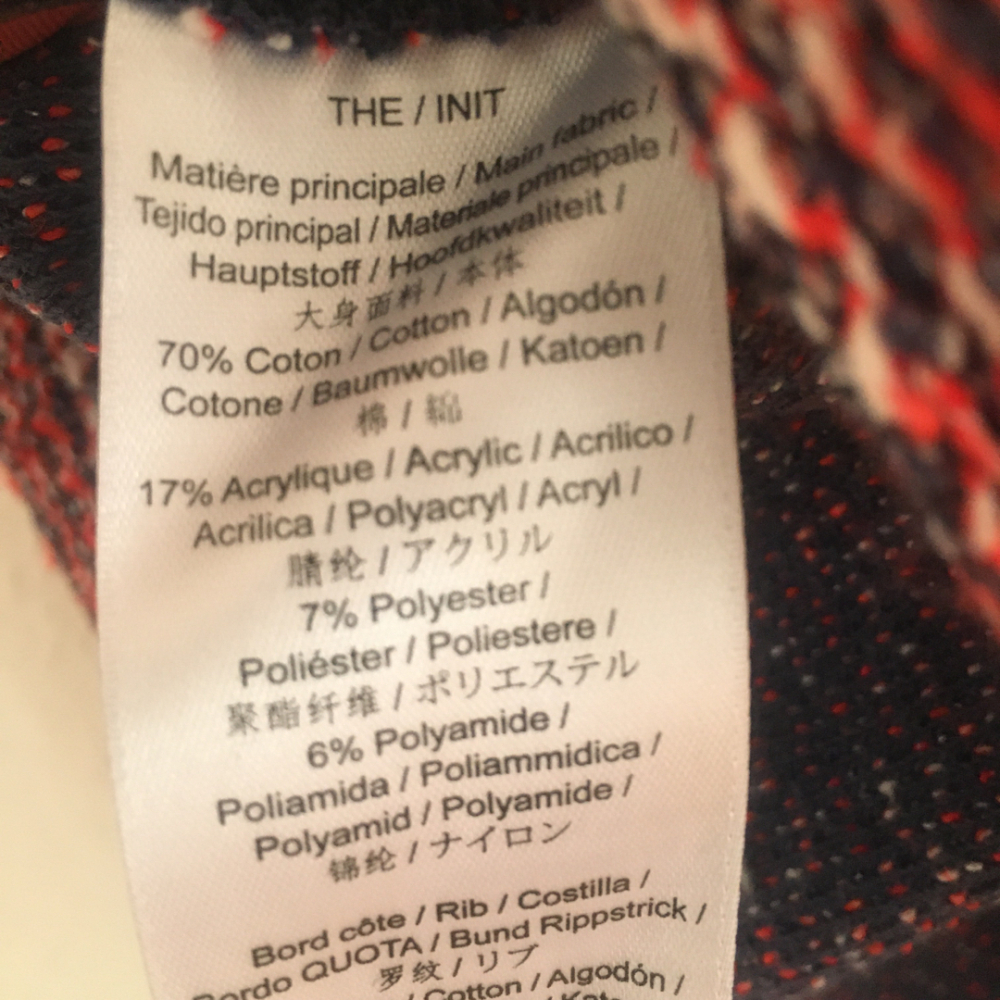 THE / INIT
Matière principale / Main fabric /
Tejido principal / Materiale principale /
Hauptstoff / Hoofdkwaliteit /
大身面料 / 本体
70% Coton / Cotton / Algodón /
Cotone / Baumwolle / Katoen /
棉 / 綿
17% Acrylique / Acrylic / Acrilico /
Acrilica / Polyacryl / Acryl /
腈纶 / アクリル
7% Polyester /
Poliéster / Poliestere /
聚酯纤维 / ポリエステル
6% Polyamide /
Poliamida / Poliammidica /
Polyamid / Polyamide /
锦纶 / ナイロン
Bord côte / Rib / Costilla /
Bordo QUOTA / Bund Rippstrick /
罗纹 / リブ
/ Cotton / Algodón /